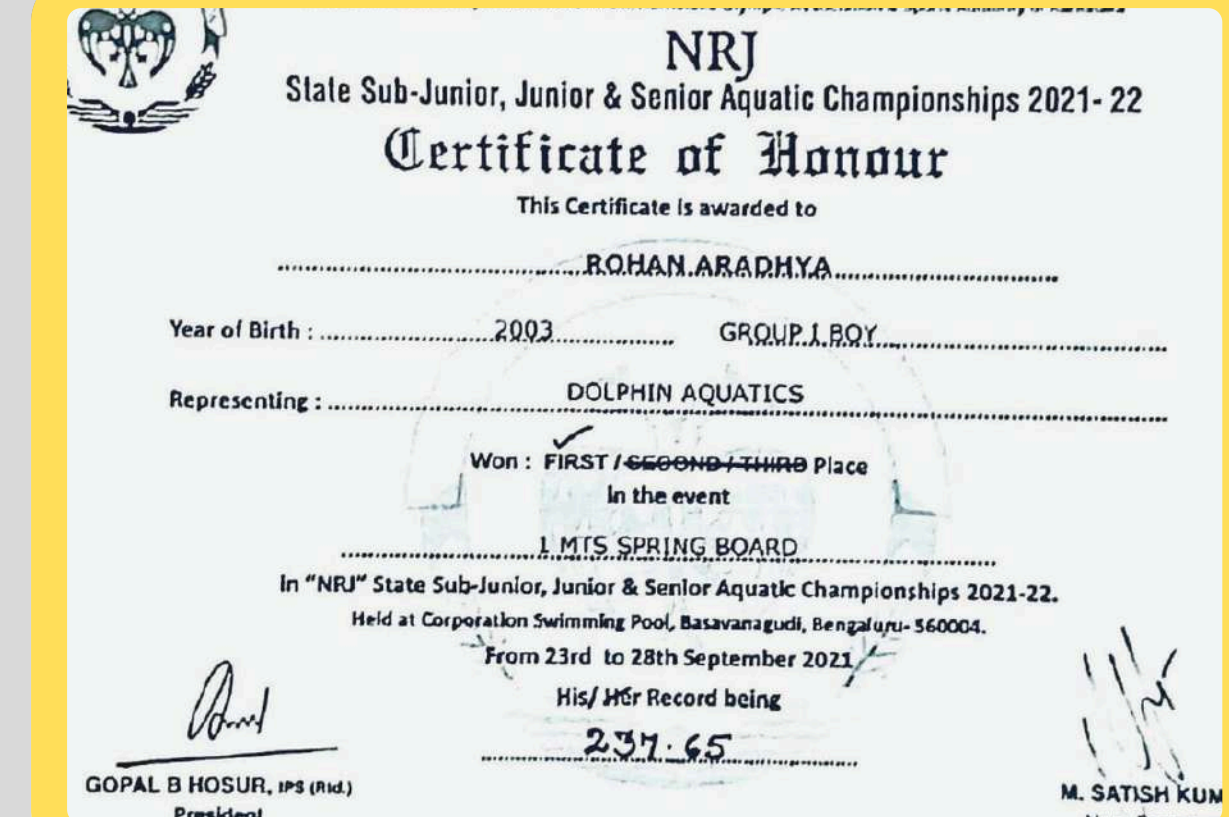 NRJ
State Sub-Junior, Junior & Senior Aquatic Championships 2021- 22
Certificate of Honour
This Certificate is awarded to
ROHAN ARADHYA
Year of Birth : 2003 GROUP I BOY
Representing : DOLPHIN AQUATICS
Won : FIRST / SECOND / THIRD Place
In the event
1 MTS SPRING BOARD
In "NRJ" State Sub-Junior, Junior & Senior Aquatic Championships 2021-22.
Held at Corporation Swimming Pool, Basavanagudi, Bengaluru- 560004.
From 23rd to 28th September 2021
His/ Her Record being
237.65
GOPAL B HOSUR, IPS (Rtd.)
President
M. SATISH KUM